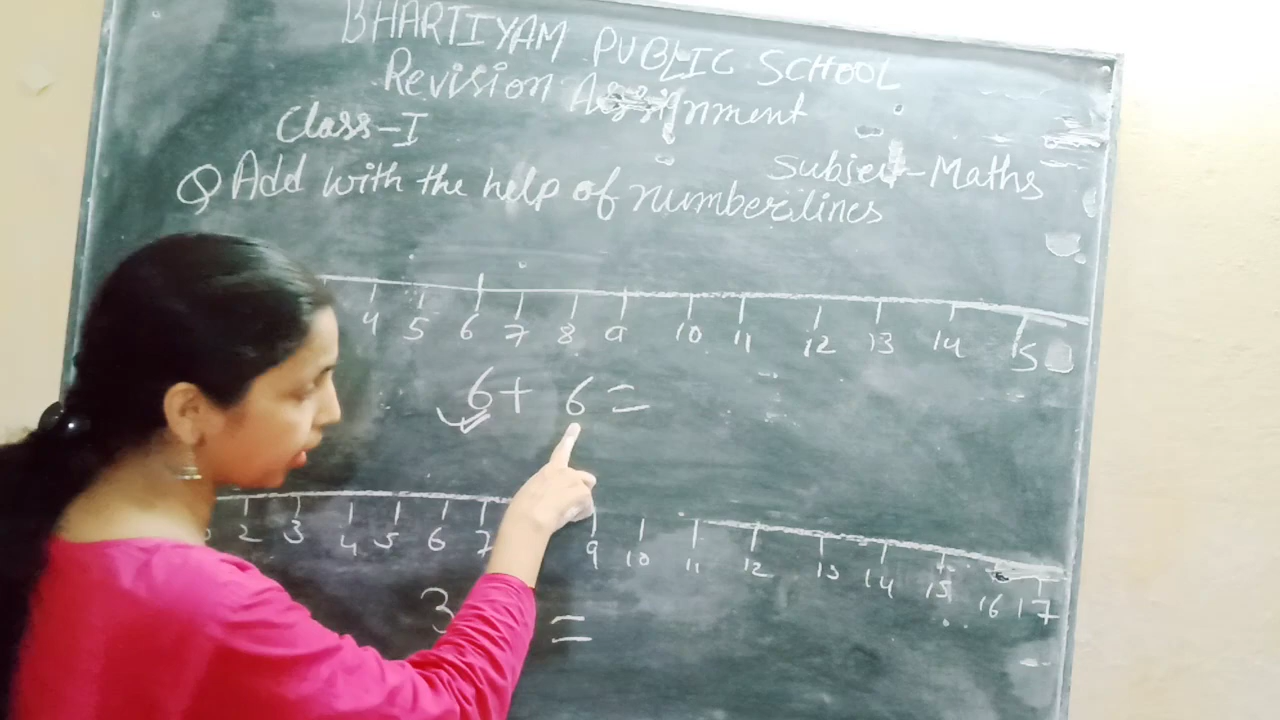 BHARTIYAM PUBLIC SCHOOL
Revision Assignment
Class-I
Subject-Maths
Q Add with the help of number lines
4 5 6 7 8 9 10 11 12 13 14 15
6+ 6=
2 3 4 5 6 7 9 10 11 12 13 14 15 16 17
3 =